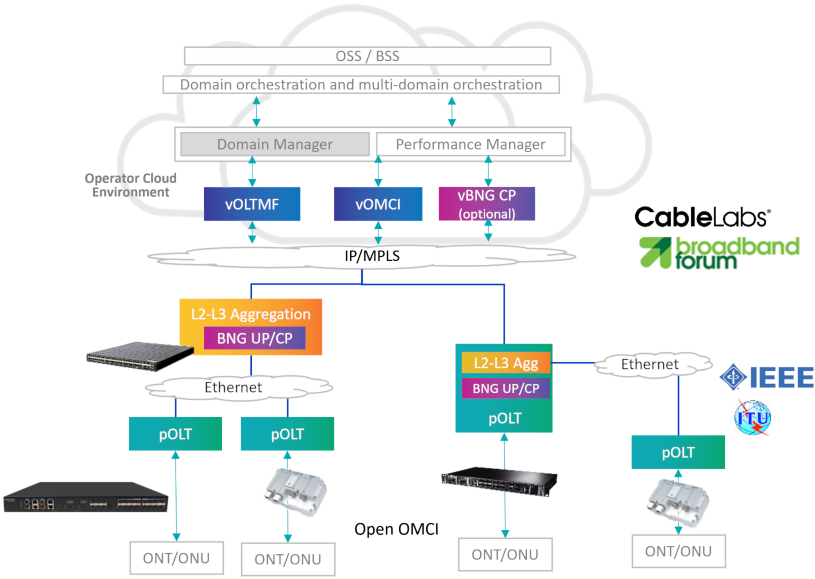 OSS / BSS
Domain orchestration and multi-domain orchestration
Domain Manager
Performance Manager
Operator Cloud
Environment
vOLTMF
vOMCI
vBNG CP
(optional)
CableLabs®
broadband
forum
IP/MPLS
L2-L3 Aggregation
BNG UP/CP
L2-L3 Agg
BNG UP/CP
pOLT
Ethernet
Ethernet
IEEE
ITU
pOLT
pOLT
pOLT
Open OMCI
ONT/ONU
ONT/ONU
ONT/ONU
ONT/ONU